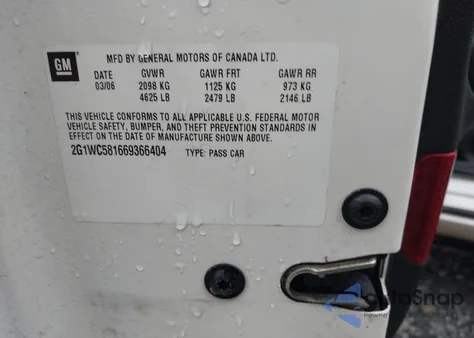 GM
MFD BY GENERAL MOTORS OF CANADA LTD.
DATE GVWR GAWR FRT GAWR RR
03/06 2098 KG 1125 KG 973 KG
4625 LB 2479 LB 2146 LB
THIS VEHICLE CONFORMS TO ALL APPLICABLE U.S. FEDERAL MOTOR
VEHICLE SAFETY, BUMPER, AND THEFT PREVENTION STANDARDS IN
EFFECT ON THE DATE OF MANUFACTURE SHOWN ABOVE.
2G1WC581669366404 TYPE: PASS CAR